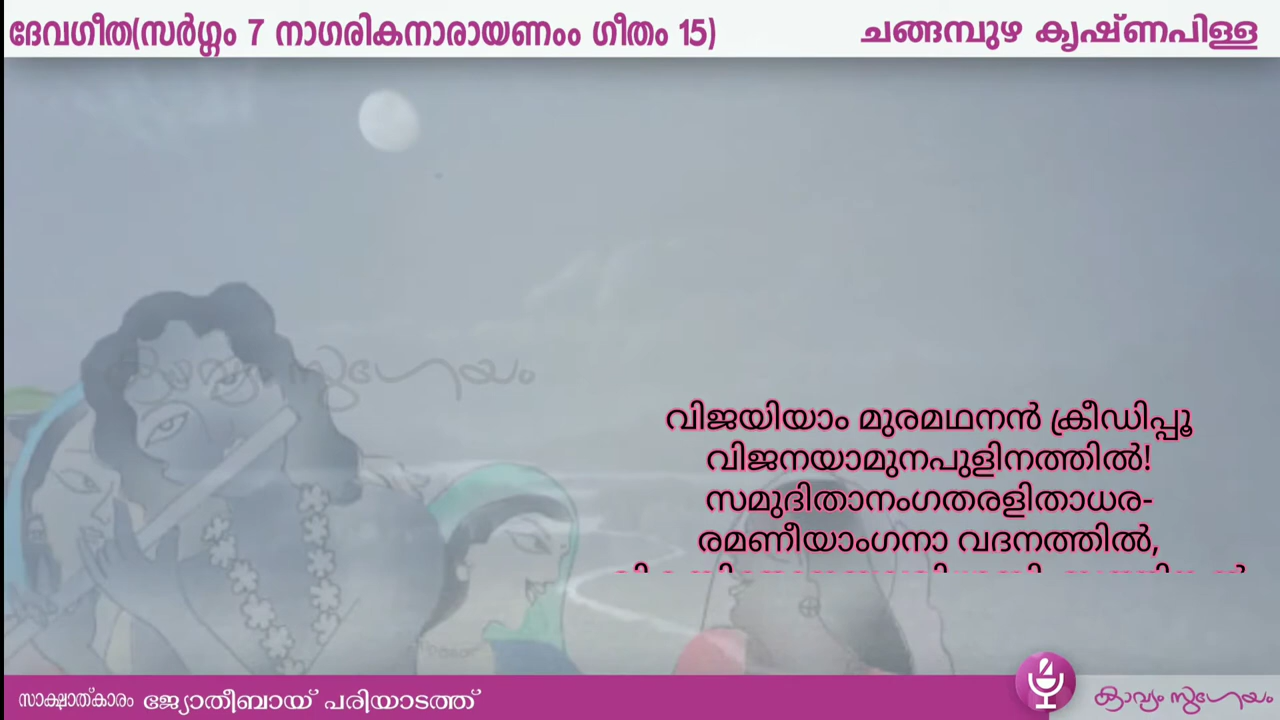 ദേവഗീത(സർഗ്ഗം 7 നാഗരികനാരായണംം ഗീതം 15)
ചങ്ങമ്പുഴ കൃഷ്ണപിള്ള
കാവ്യം സുഗേയം
വിജയിയാം മുരമഥനൻ ക്രീഡിപ്പൂ
വിജനയാമുനപുളിനത്തിൽ!
സമുദിതാനംഗതരളിതാധര-
രമണീയാംഗനാ വദനത്തിൽ,
സാക്ഷാത്കാരം ജ്യോതീബായ് പരിയാടത്ത്
കാവ്യം സുഗേയം